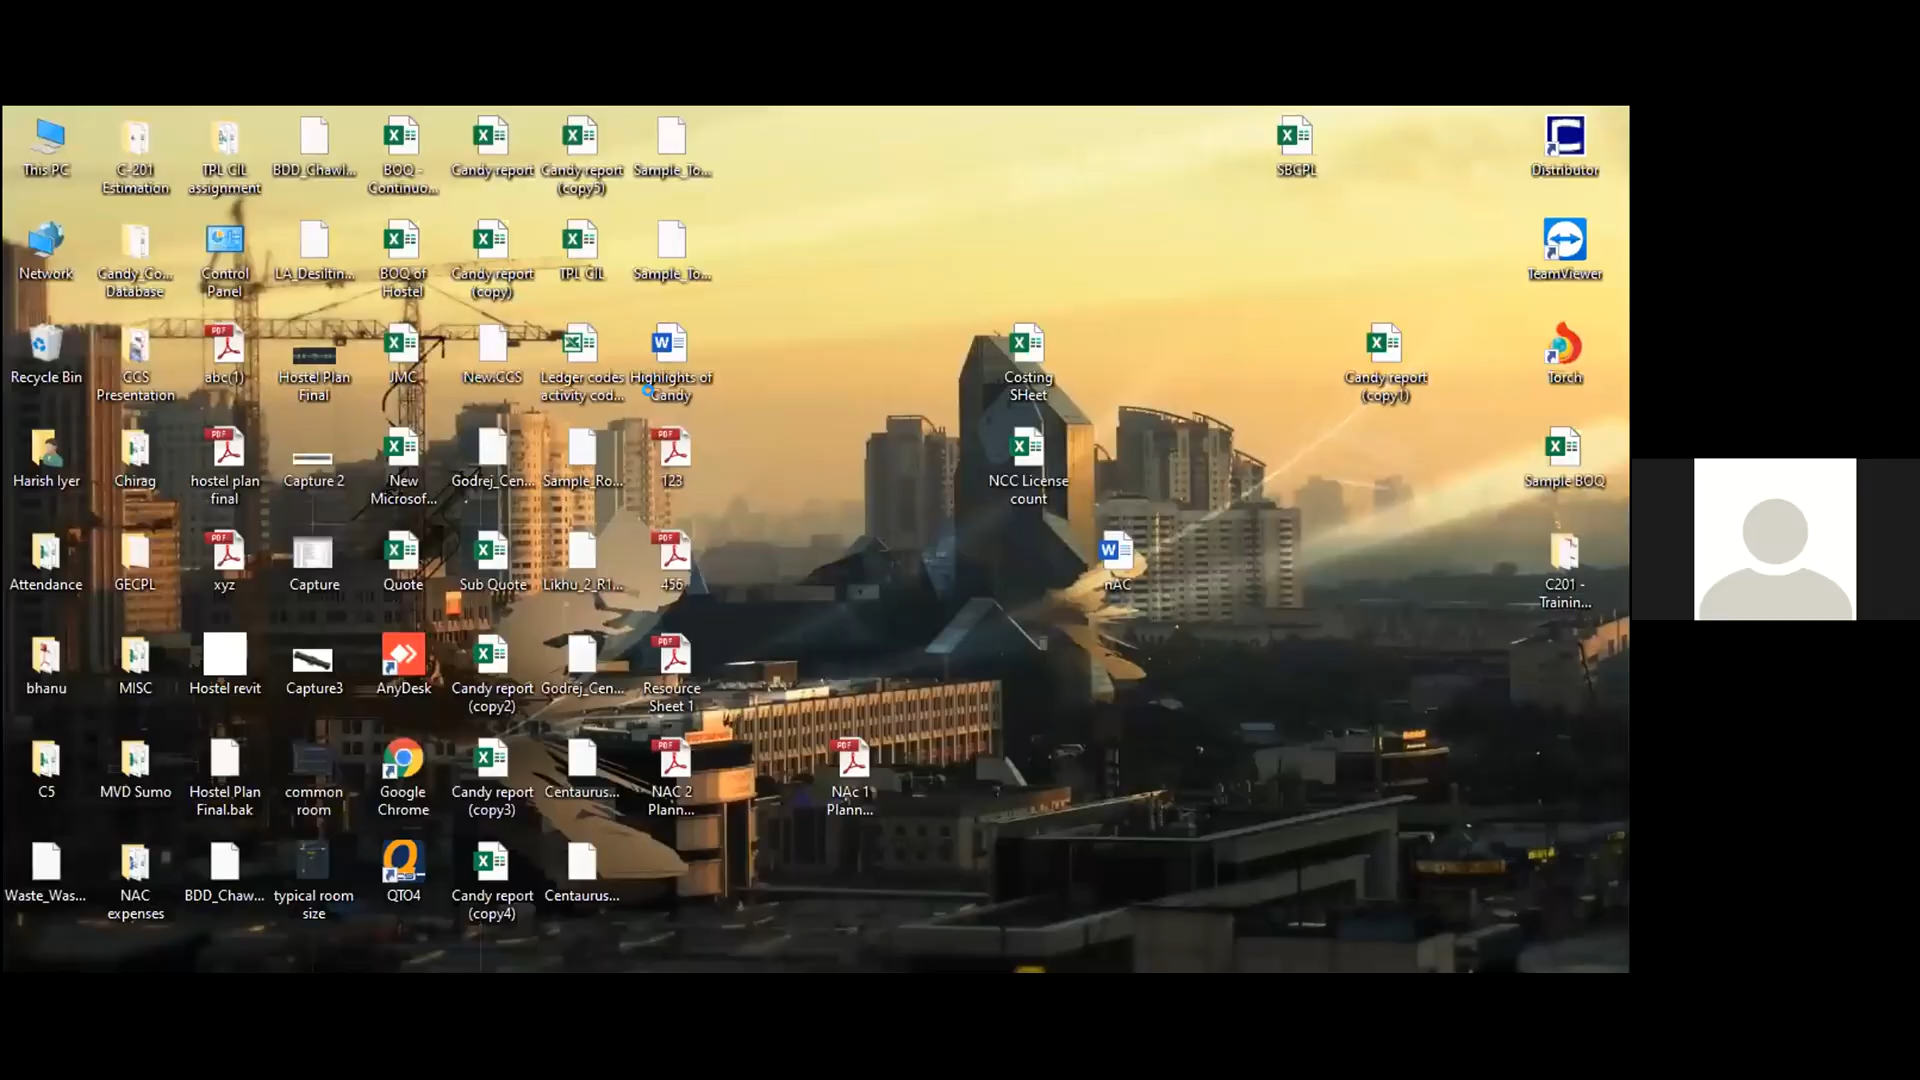 This PC
C-201
Estimation
TPL CIL
assignment
BDD_Chawl...
BOQ -
Continuo...
Candy report
Candy report
(copy5)
Sample_To...
SBCPL
Distributor
Network
Candy_Co...
Database
Control
Panel
LA_Desiltin...
BOQ of
Hostel
Candy report
(copy)
TPL CIL
Sample_To...
TeamViewer
Recycle Bin
CCS
Presentation
abc(1)
Hostel Plan
Final
JMC
New.CCS
Ledger codes
activity cod...
Highlights of
Candy
Costing
SHeet
Candy report
(copy1)
Torch
Harish Iyer
Chirag
hostel plan
final
Capture 2
New
Microsof...
Godrej_Cen...
Sample_Ro...
123
NCC License
count
Sample BOQ
Attendance
GECPL
xyz
Capture
Quote
Sub Quote
Likhu_2_R1...
456
nAC
C201 -
Trainin...
bhanu
MISC
Hostel revit
Capture3
AnyDesk
Candy report
(copy2)
Godrej_Cen...
Resource
Sheet 1
C5
MVD Sumo
Hostel Plan
Final.bak
common
room
Google
Chrome
Candy report
(copy3)
Centaurus...
NAC 2
Plann...
NAc 1
Plann...
Waste_Was...
NAC
expenses
BDD_Chaw...
typical room
size
QTO4
Candy report
(copy4)
Centaurus...